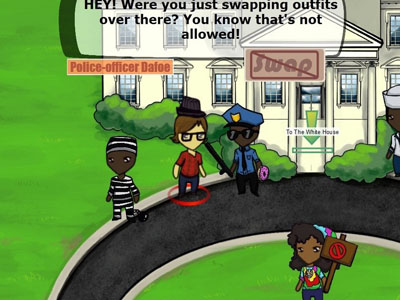 HEY! Were you just swapping outfits
over there? You know that's not
allowed!
Police-officer Dafoe
Swap
To The White House